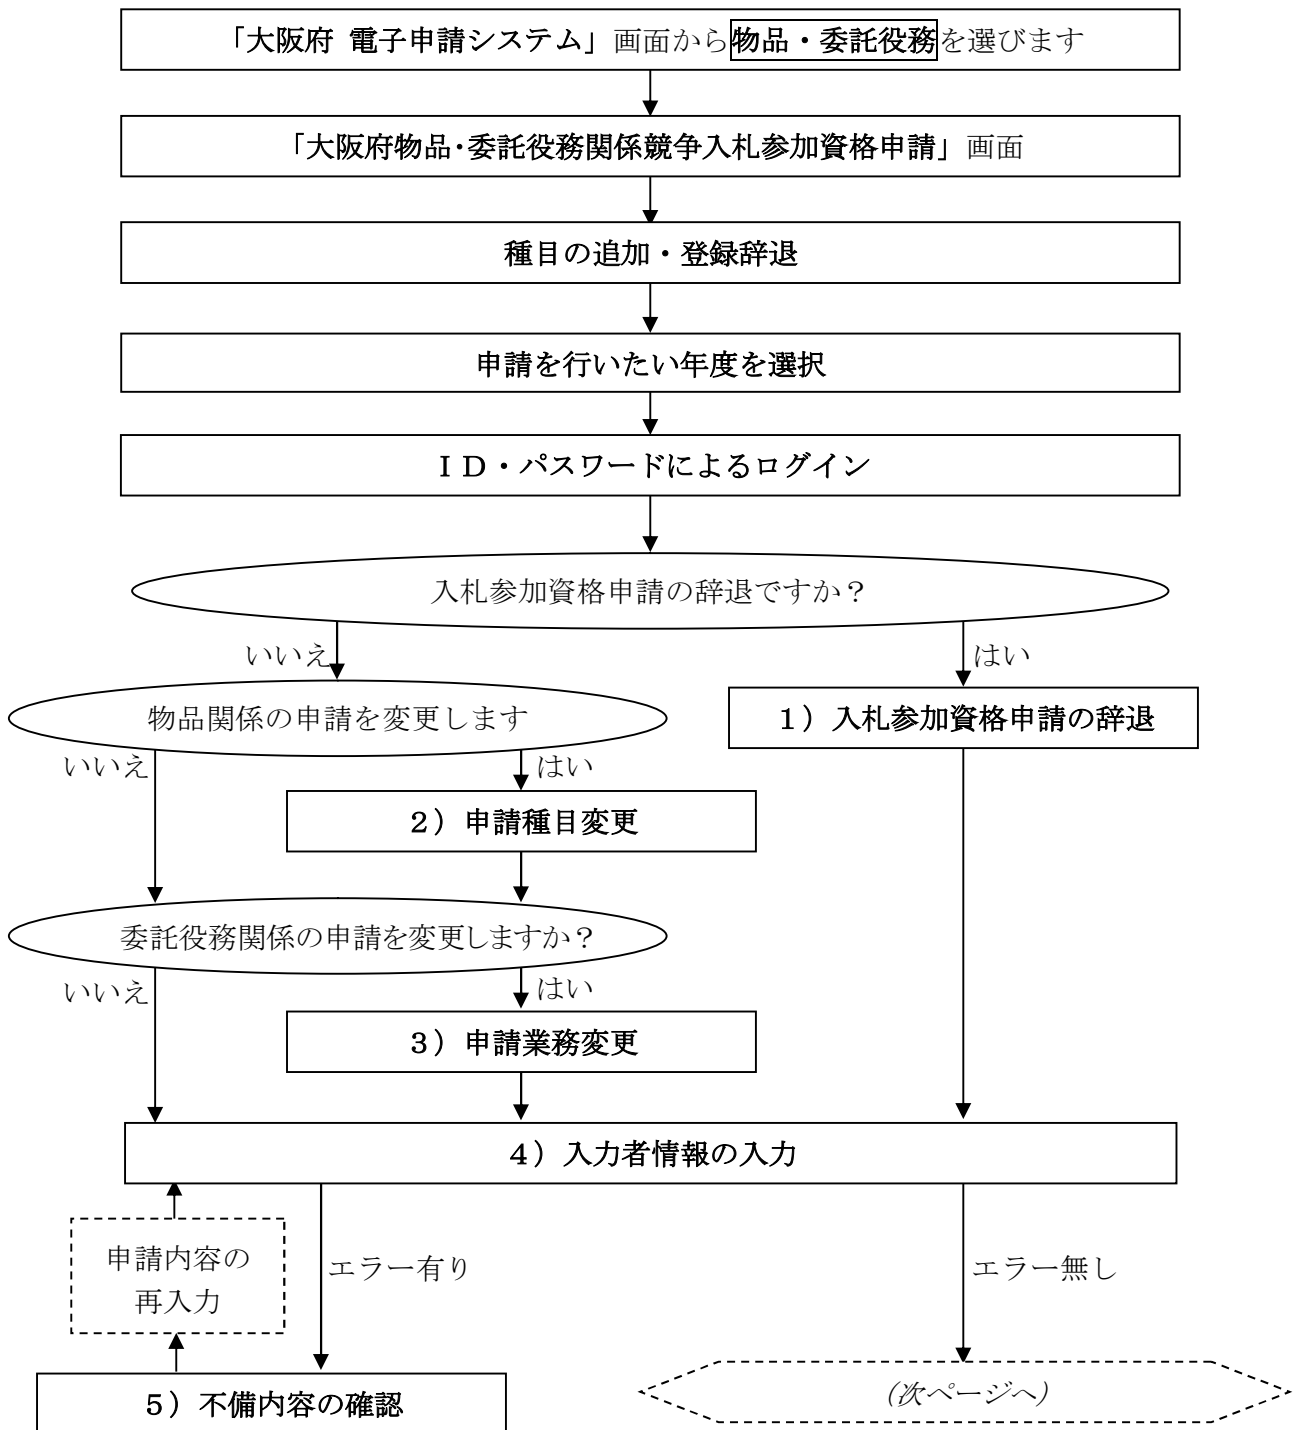 「大阪府 電子申請システム」画面から物品・委託役務を選びます
「大阪府物品･委託役務関係競争入札参加資格申請」画面
種目の追加・登録辞退
申請を行いたい年度を選択
ＩＤ・パスワードによるログイン
入札参加資格申請の辞退ですか？
いいえ
はい
物品関係の申請を変更します
１）入札参加資格申請の辞退
いいえ
はい
２）申請種目変更
委託役務関係の申請を変更しますか？
いいえ
はい
３）申請業務変更
４）入力者情報の入力
申請内容の
再入力
エラー有り
エラー無し
５）不備内容の確認
（次ページへ）